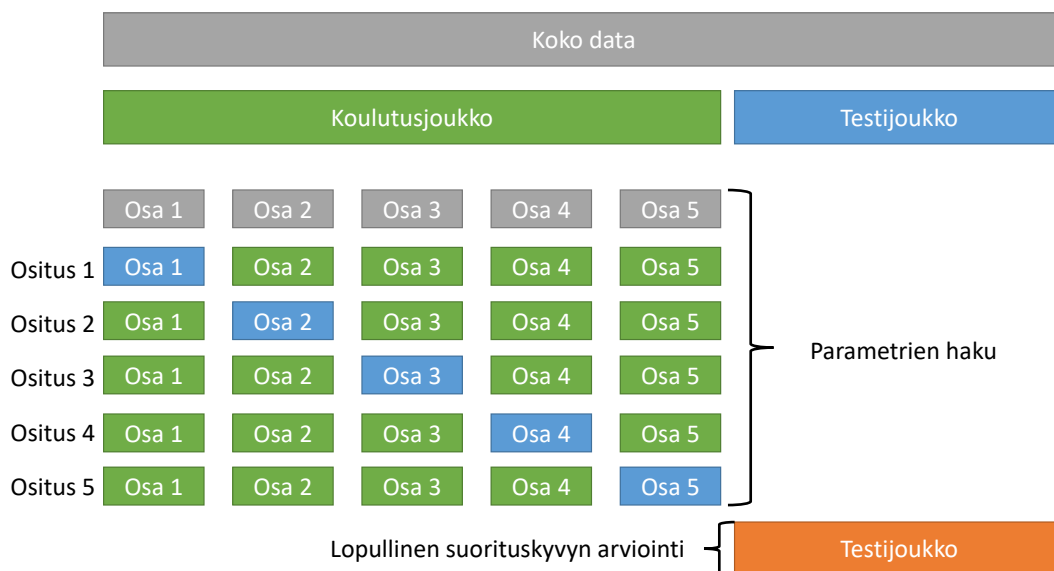 Koko data
Koulutusjoukko Testijoukko
Osa 1 Osa 2 Osa 3 Osa 4 Osa 5
Ositus 1 Osa 1 Osa 2 Osa 3 Osa 4 Osa 5
Ositus 2 Osa 1 Osa 2 Osa 3 Osa 4 Osa 5
Parametrien haku
Ositus 3 Osa 1 Osa 2 Osa 3 Osa 4 Osa 5
Ositus 4 Osa 1 Osa 2 Osa 3 Osa 4 Osa 5
Ositus 5 Osa 1 Osa 2 Osa 3 Osa 4 Osa 5
Lopullinen suorituskyvyn arviointi Testijoukko